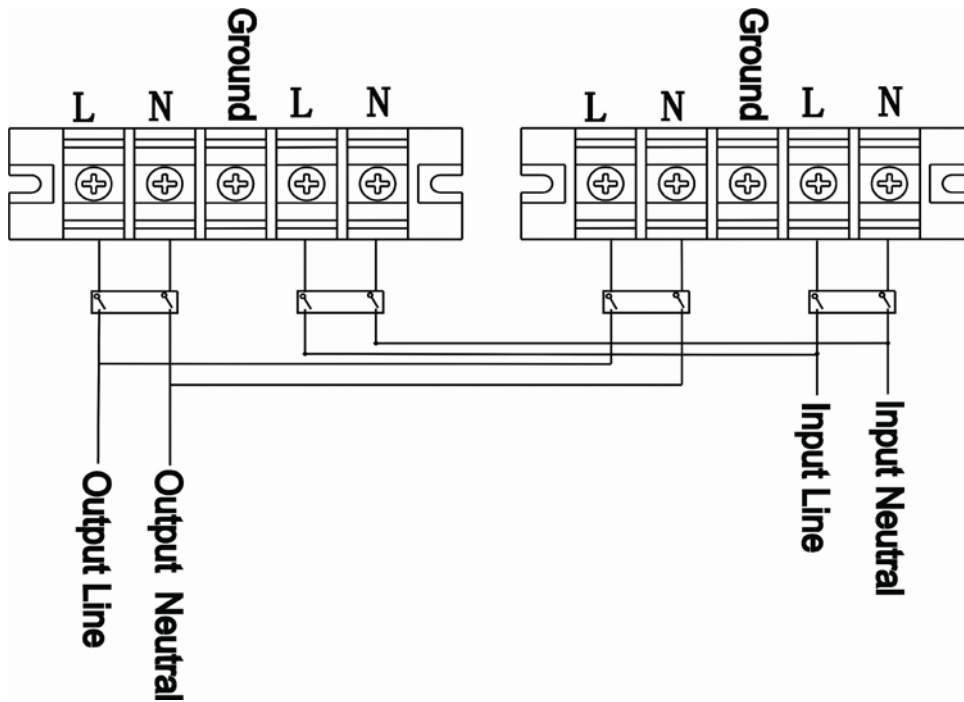 L N Ground L N
L N Ground L N
Output Line
Output Neutral
Input Line
Input Neutral